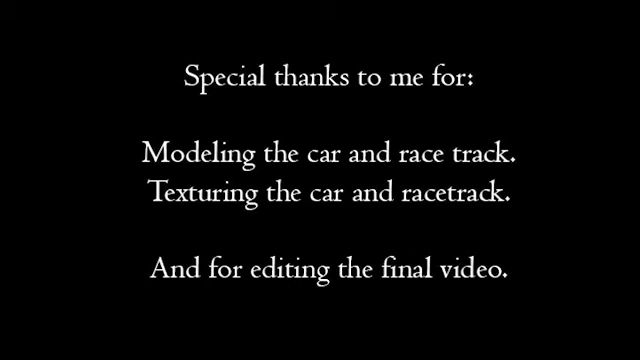 Special thanks to me for:
Modeling the car and race track.
Texturing the car and racetrack.
And for editing the final video.